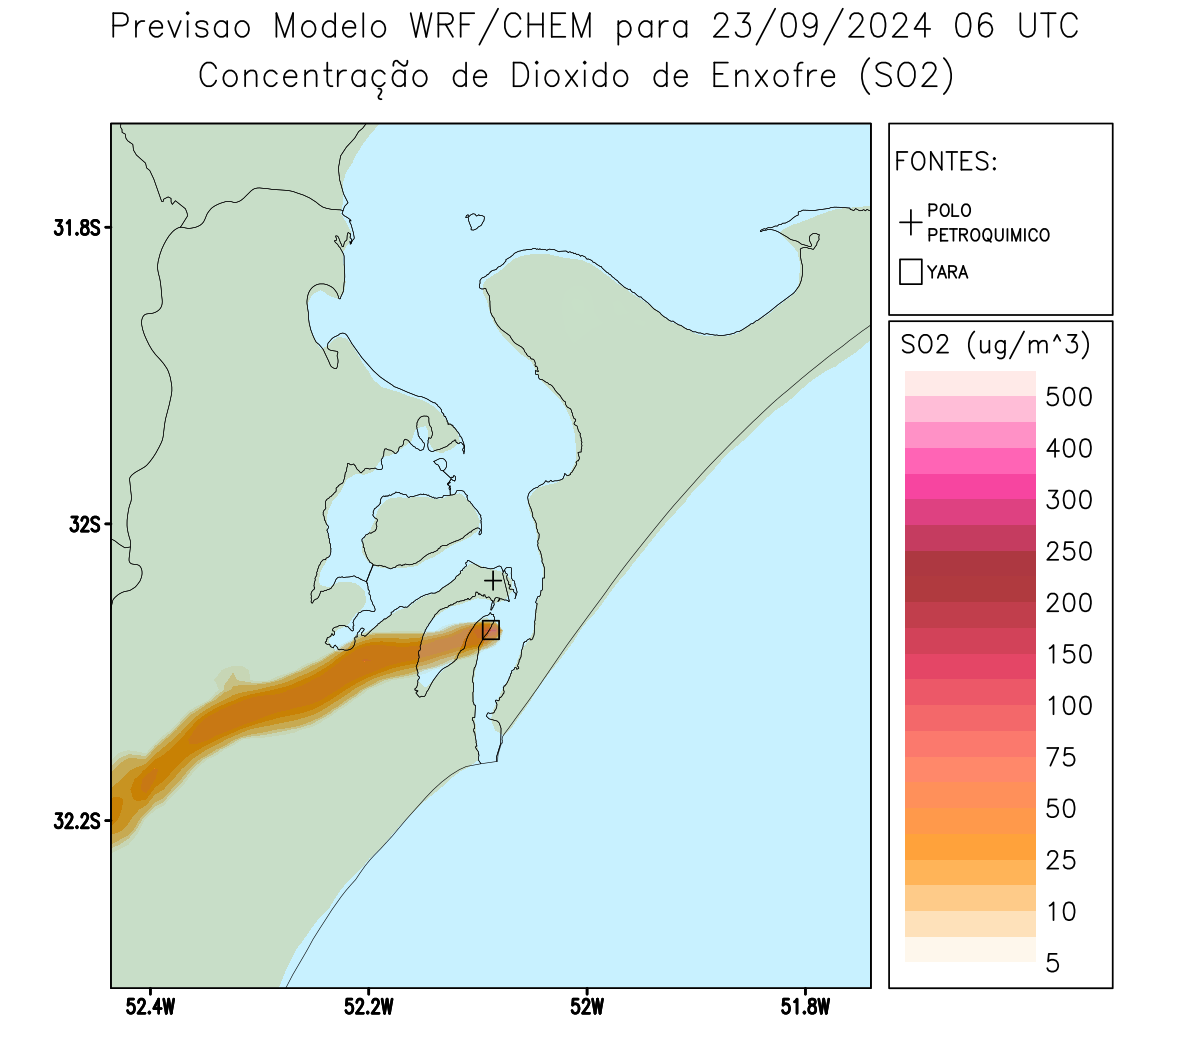 Previsao Modelo WRF/CHEM para 23/09/2024 06 UTC
Concentração de Dioxido de Enxofre (SO2)
FONTES:
POLO
PETROQUIMICO
YARA
31.8S
32S
32.2S
52.4W
52.2W
52W
51.8W
SO2 (ug/m^3)
500
400
300
250
200
150
100
75
50
25
10
5